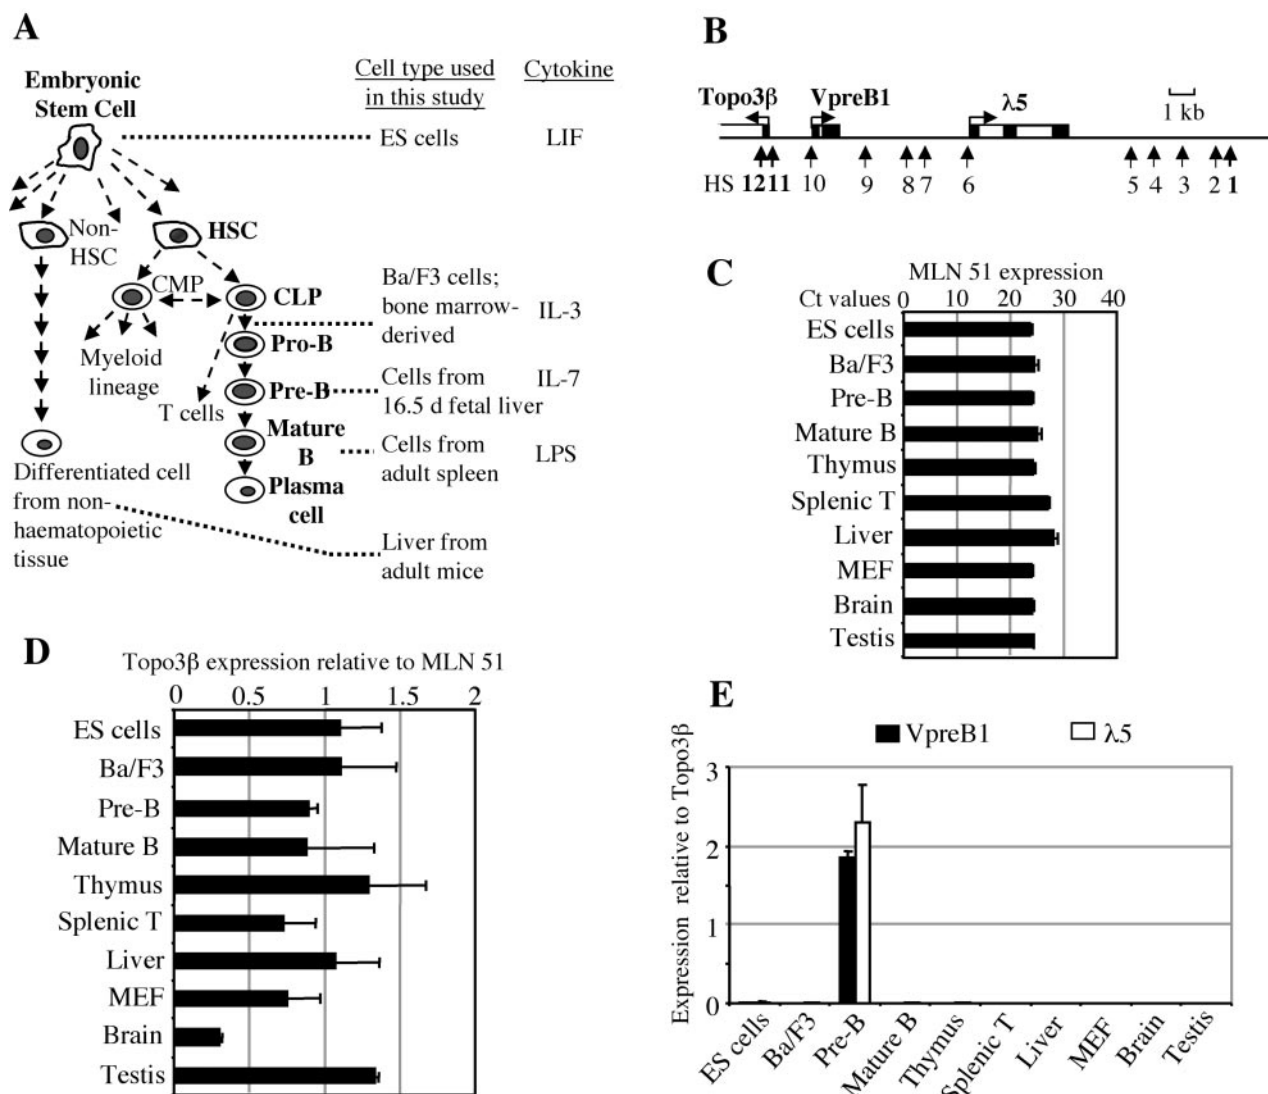 A
Cell type used
in this study
Cytokine
Embryonic
Stem Cell
ES cells
LIF
Non-
HSC
HSC
CMP
CLP
Ba/F3 cells;
bone marrow-
derived
IL-3
Pro-B
Myeloid
lineage
T cells
Pre-B
Cells from
16.5 d fetal liver
IL-7
Mature
B
Cells from
adult spleen
LPS
Plasma
cell
Differentiated cell
from non-
haematopoietic
tissue
Liver from
adult mice
B
Topo3β VpreB1 λ5
1 kb
HS 12 11 10 9 8 7 6 5 4 3 2 1
C
MLN 51 expression
Ct values 0 10 20 30 40
ES cells
Ba/F3
Pre-B
Mature B
Thymus
Splenic T
Liver
MEF
Brain
Testis
D
Topo3β expression relative to MLN 51
0 0.5 1 1.5 2
ES cells
Ba/F3
Pre-B
Mature B
Thymus
Splenic T
Liver
MEF
Brain
Testis
E
VpreB1 λ5
Expression relative to Topo3β
3
2
1
0
ES cells Ba/F3 Pre-B Mature B Thymus Splenic T Liver MEF Brain Testis